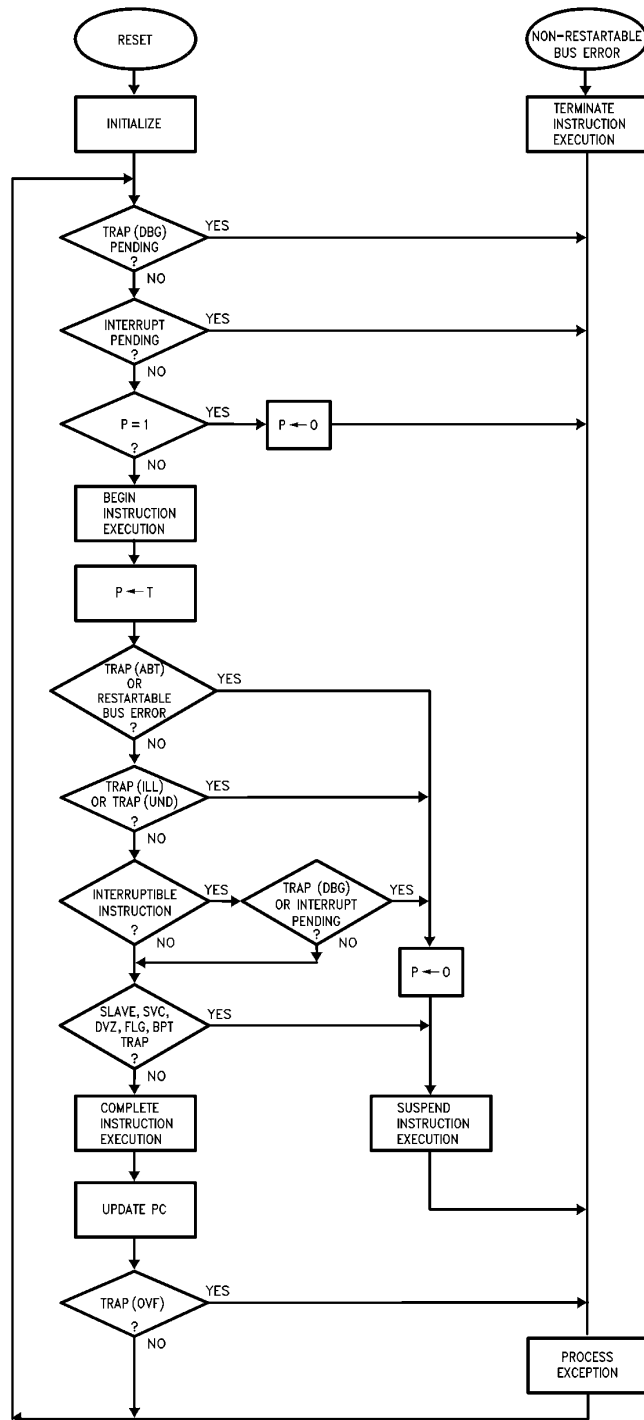 RESET
NON-RESTARTABLE
BUS ERROR
INITIALIZE
TERMINATE
INSTRUCTION
EXECUTION
TRAP (DBG)
PENDING
?
YES
NO
INTERRUPT
PENDING
?
YES
NO
P = 1
?
YES
NO
P ← 0
BEGIN
INSTRUCTION
EXECUTION
P ← T
TRAP (ABT)
OR
RESTARTABLE
BUS ERROR
?
YES
NO
TRAP (ILL)
OR TRAP (UND)
?
YES
NO
INTERRUPTIBLE
INSTRUCTION
?
YES
NO
TRAP (DBG)
OR INTERRUPT
PENDING
?
YES
NO
P ← 0
SLAVE, SVC,
DVZ, FLG, BPT
TRAP
?
YES
NO
COMPLETE
INSTRUCTION
EXECUTION
SUSPEND
INSTRUCTION
EXECUTION
UPDATE PC
TRAP (OVF)
?
YES
NO
PROCESS
EXCEPTION